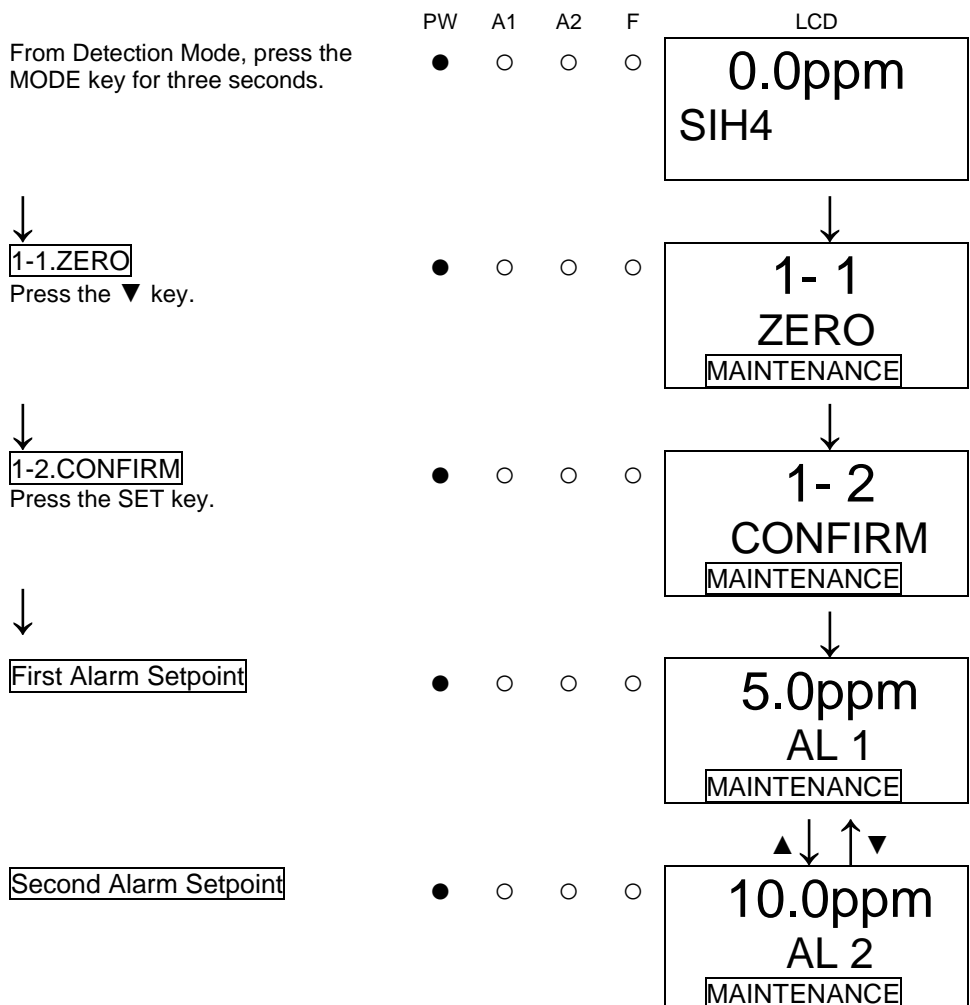 PW A1 A2 F LCD
From Detection Mode, press the
MODE key for three seconds.
● ○ ○ ○
0.0ppm
SIH4
↓ ↓
1-1.ZERO
Press the ▼ key.
● ○ ○ ○
1- 1
ZERO
MAINTENANCE
↓ ↓
1-2.CONFIRM
Press the SET key.
● ○ ○ ○
1- 2
CONFIRM
MAINTENANCE
↓ ↓
First Alarm Setpoint
● ○ ○ ○
5.0ppm
AL 1
MAINTENANCE
▲↓ ↑▼
Second Alarm Setpoint
● ○ ○ ○
10.0ppm
AL 2
MAINTENANCE